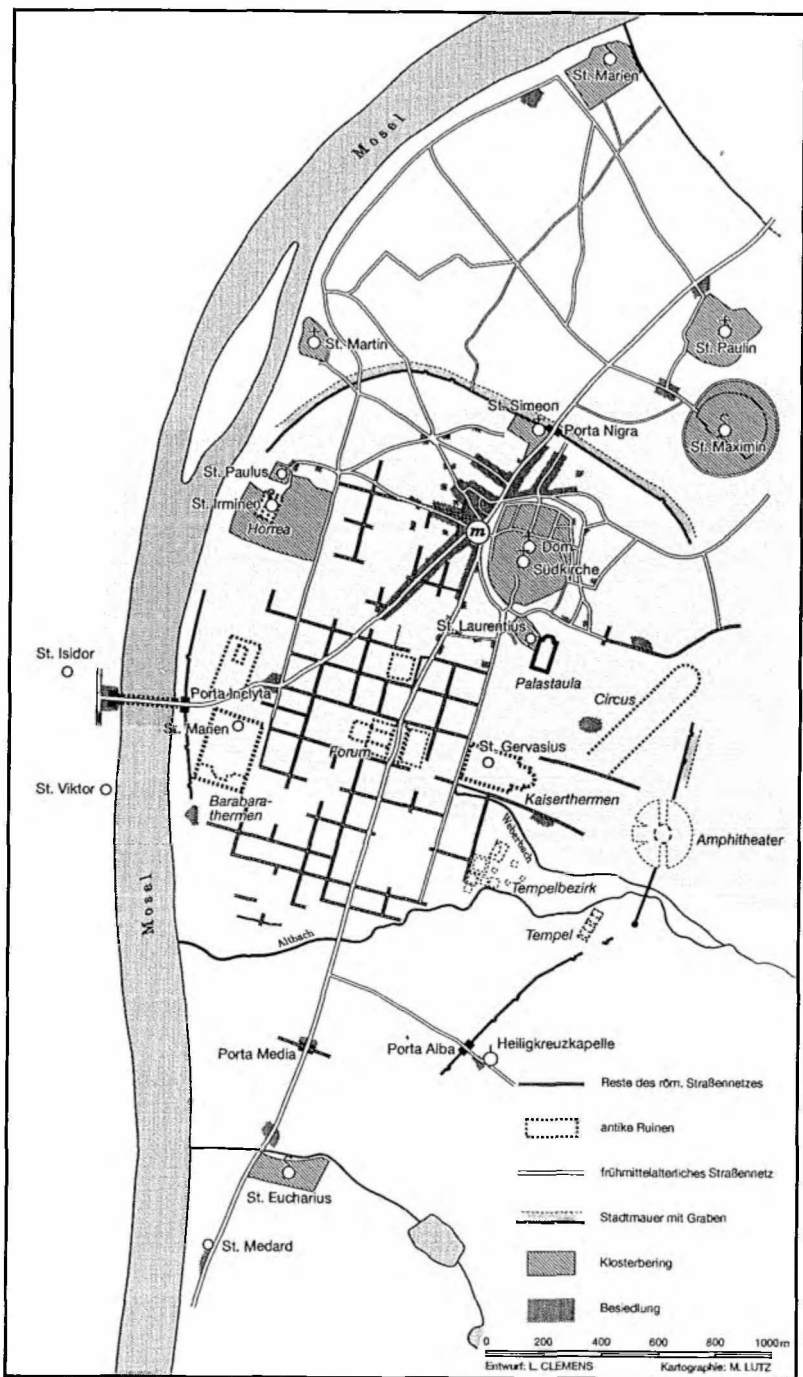 St. Marien
Mosel
St. Martin
St. Paulin
St. Simeon
Porta Nigra
St. Maximin
St. Paulus
St. Irminen
Horrea
m
Dom
Südkirche
St. Laurentius
St. Isidor
Palastaula
Porta Inclyta
Circus
St. Marien
Forum
St. Gervasius
St. Viktor
Kaiserthermen
Barabara-
thermen
Weberbach
Amphitheater
Mosel
Tempelbezirk
Tempel
Altbach
Porta Media
Porta Alba
Heiligkreuzkapelle
Reste des röm. Straßennetzes
antike Ruinen
frühmittelalterliches Straßennetz
St. Eucharius
Stadtmauer mit Graben
St. Medard
Klosterbering
Besiedlung
0 200 400 600 800 1000m
Entwurf: L. CLEMENS Kartographie: M. LUTZ